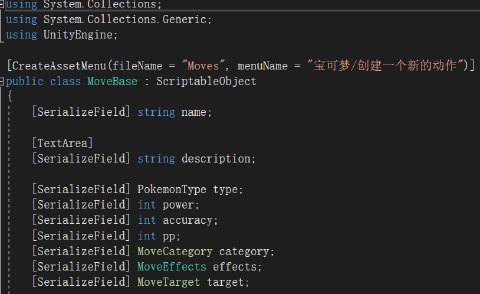 using System.Collections;
using System.Collections.Generic;
using UnityEngine;
[CreateAssetMenu(fileName = "Moves", menuName = "宝可梦/创建一个新的动作")]
public class MoveBase : ScriptableObject
{
[SerializeField] string name;
[TextArea]
[SerializeField] string description;
[SerializeField] PokemonType type;
[SerializeField] int power;
[SerializeField] int accuracy;
[SerializeField] int pp;
[SerializeField] MoveCategory category;
[SerializeField] MoveEffects effects;
[SerializeField] MoveTarget target;